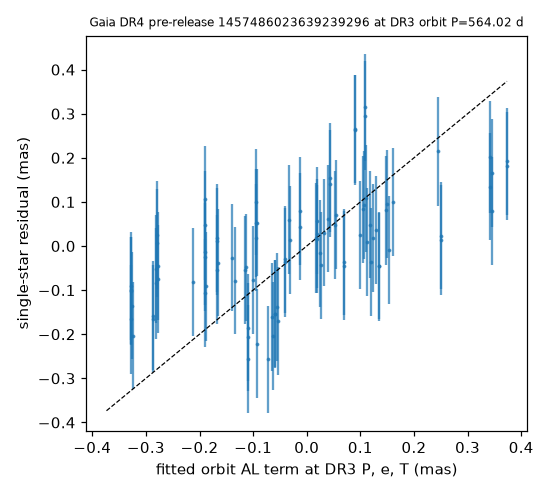 Gaia DR4 pre-release 1457486023639239296 at DR3 orbit P=564.02 d
0.4
0.3
0.2
0.1
0.0
−0.1
−0.2
−0.3
−0.4
single-star residual (mas)
−0.4 −0.3 −0.2 −0.1 0.0 0.1 0.2 0.3 0.4
fitted orbit AL term at DR3 P, e, T (mas)